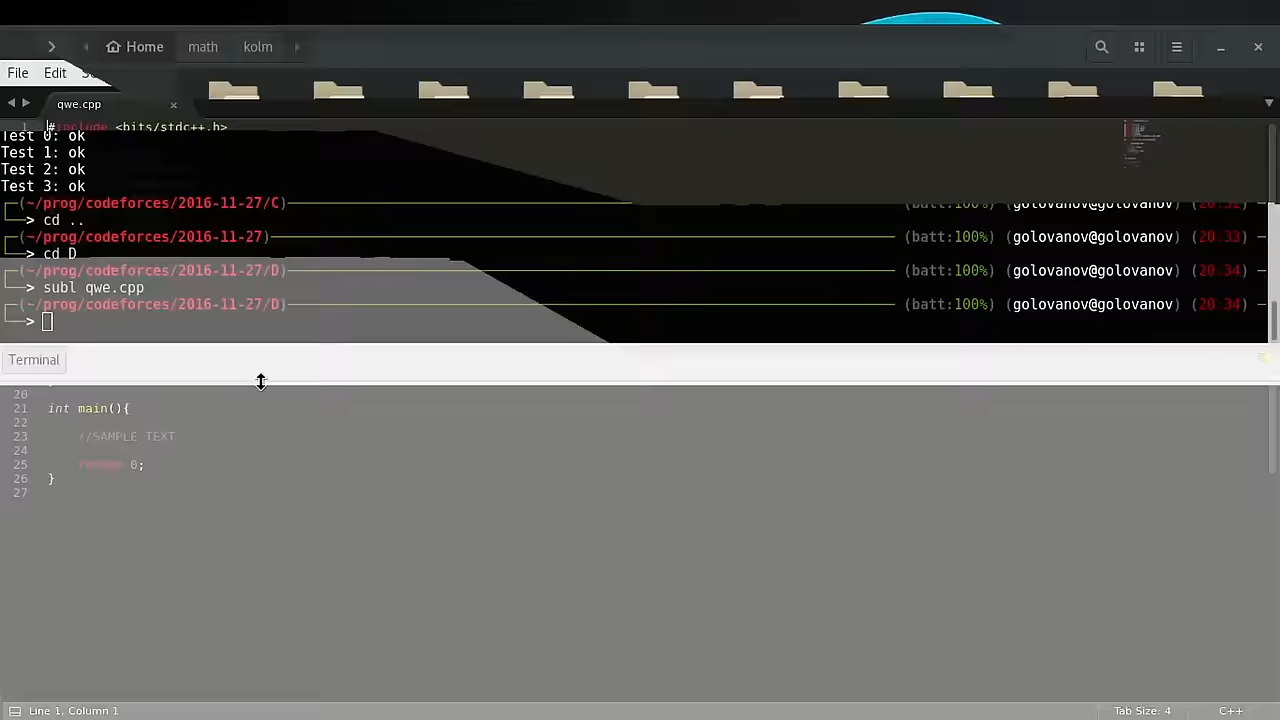 Home math kolm
File Edit
qwe.cpp
1 #include <bits/stdc++.h>
Test 0: ok
Test 1: ok
Test 2: ok
Test 3: ok
(~/prog/codeforces/2016-11-27/C) (batt:100%) (golovanov@golovanov)
> cd ..
(~/prog/codeforces/2016-11-27) (batt:100%) (golovanov@golovanov) (20:33)
> cd D
(~/prog/codeforces/2016-11-27/D) (batt:100%) (golovanov@golovanov) (20:34)
> subl qwe.cpp
(~/prog/codeforces/2016-11-27/D) (batt:100%) (golovanov@golovanov) (20:34)
>
Terminal
20
21 int main(){
22
23 //SAMPLE TEXT
24
25 return 0;
26 }
27
Line 1, Column 1 Tab Size: 4 C++